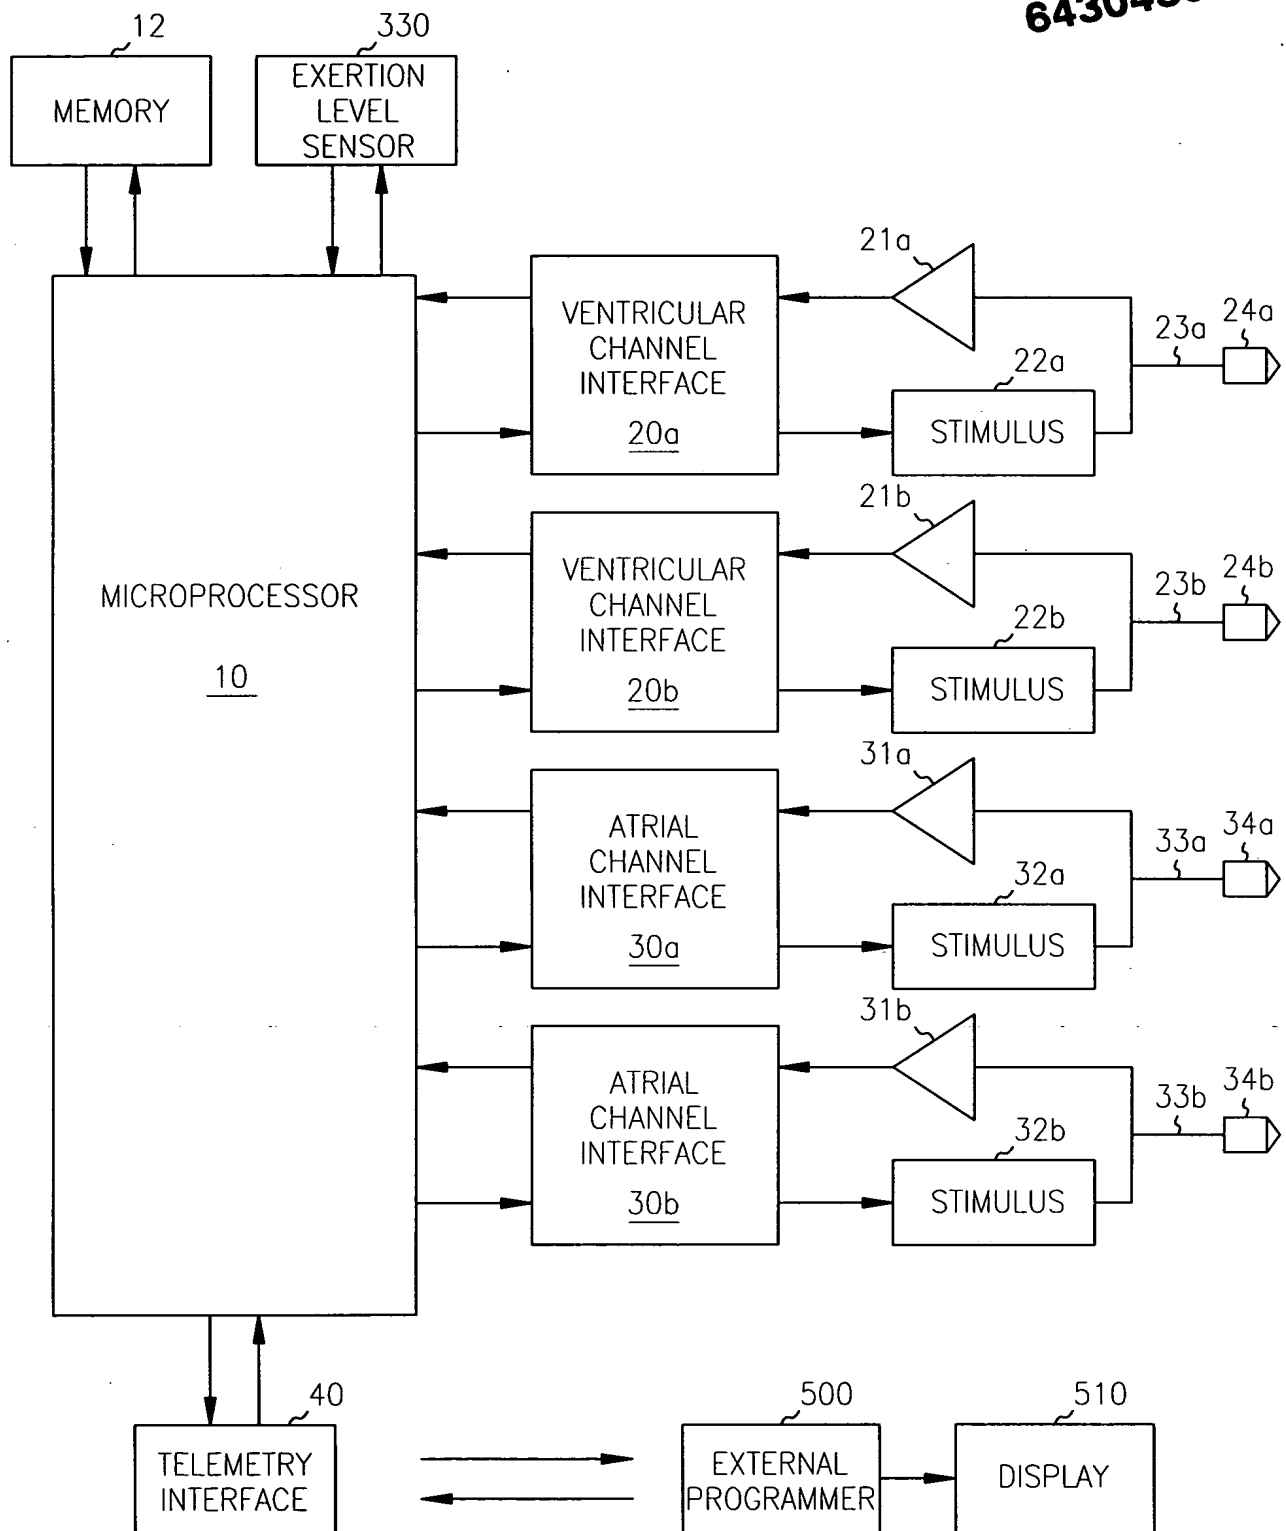 12
330
MEMORY
EXERTION
LEVEL
SENSOR
MICROPROCESSOR
10
VENTRICULAR
CHANNEL
INTERFACE
20a
21a
22a
STIMULUS
23a
24a
VENTRICULAR
CHANNEL
INTERFACE
20b
21b
22b
STIMULUS
23b
24b
ATRIAL
CHANNEL
INTERFACE
30a
31a
32a
STIMULUS
33a
34a
ATRIAL
CHANNEL
INTERFACE
30b
31b
32b
STIMULUS
33b
34b
40
TELEMETRY
INTERFACE
500
EXTERNAL
PROGRAMMER
510
DISPLAY